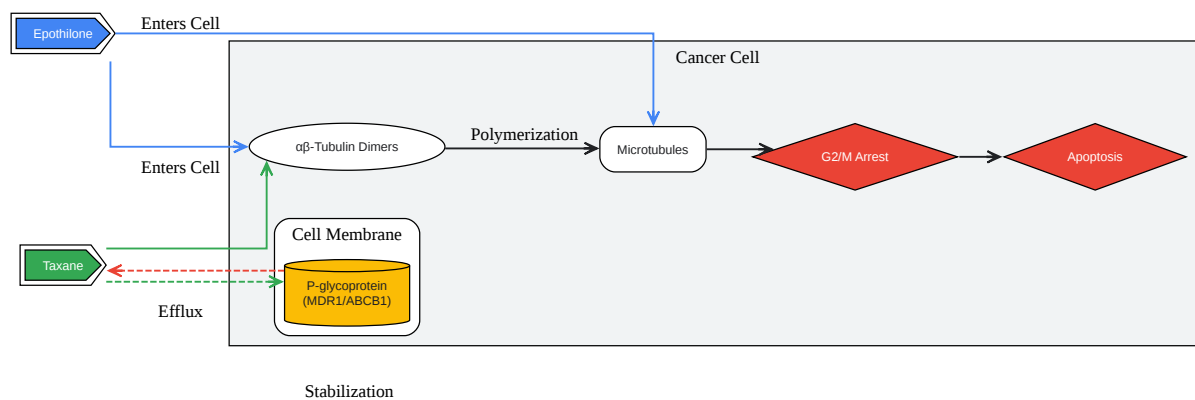 Enters Cell
Epothilone
Cancer Cell
Polymerization
αβ-Tubulin Dimers
Microtubules
G2/M Arrest
Apoptosis
Enters Cell
Cell Membrane
Taxane
P-glycoprotein
(MDR1/ABCB1)
Efflux
Stabilization